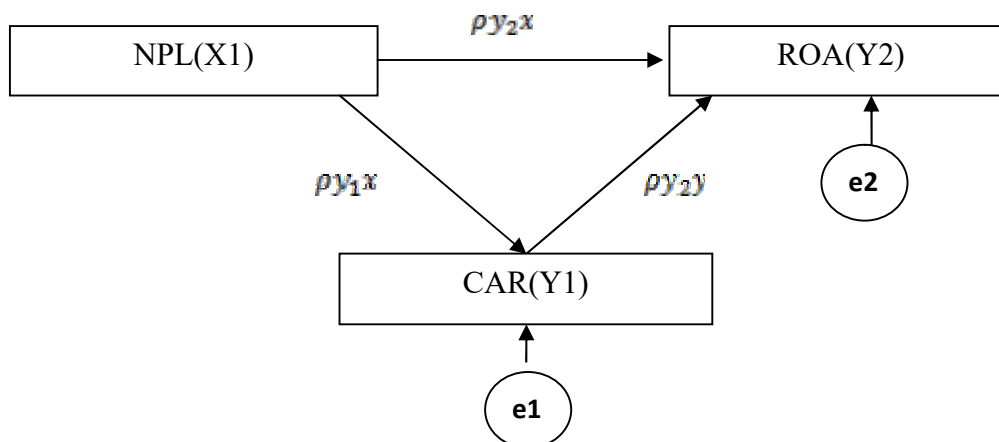 ρy₂x
NPL(X1)
ROA(Y2)
ρy₁x
ρy₂y
e2
CAR(Y1)
e1